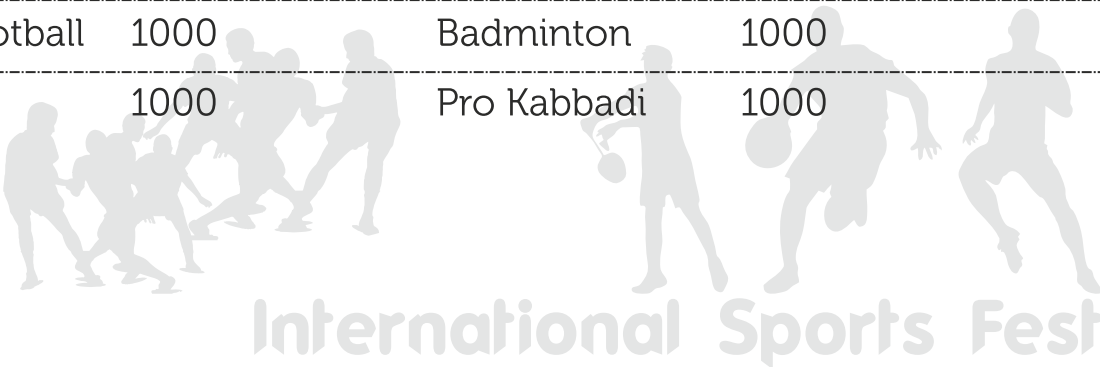 otball 1000 Badminton 1000
1000 Pro Kabbadi 1000
International Sports Fest